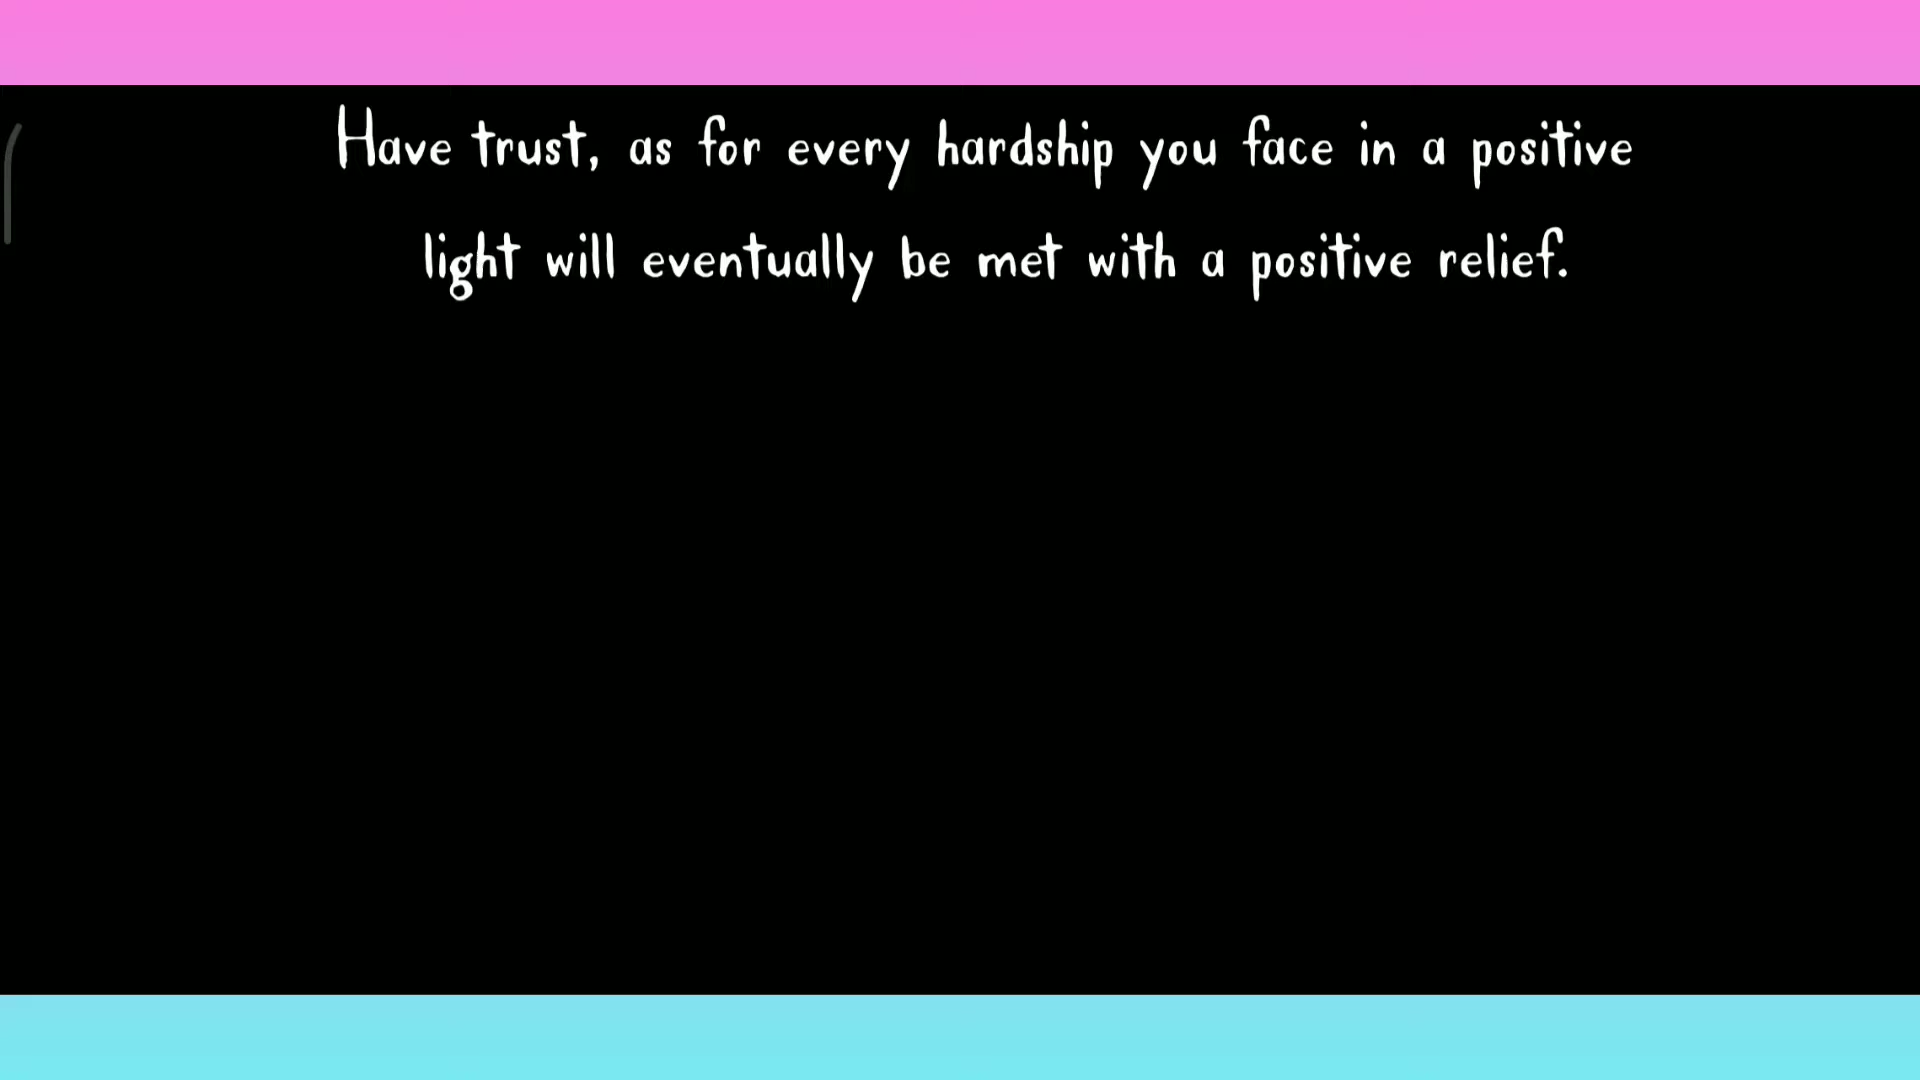 Have trust, as for every hardship you face in a positive
light will eventually be met with a positive relief.